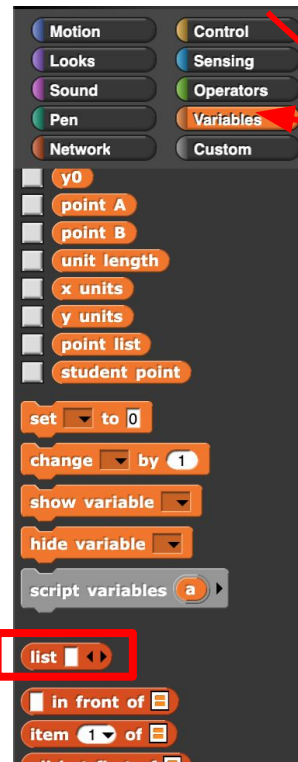 Motion Control
Looks Sensing
Sound Operators
Pen Variables
Network Custom
y0
point A
point B
unit length
x units
y units
point list
student point
set to 0
change by 1
show variable
hide variable
script variables a
list
in front of
item 1 of